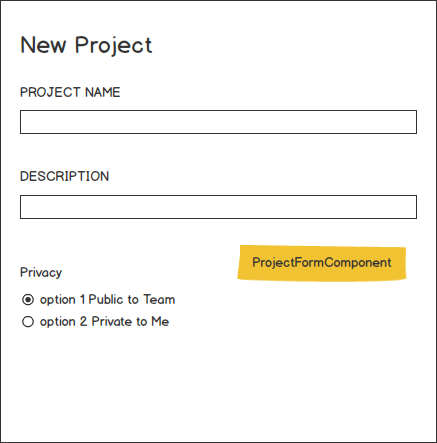 New Project
PROJECT NAME
DESCRIPTION
ProjectFormComponent
Privacy
option 1 Public to Team
option 2 Private to Me